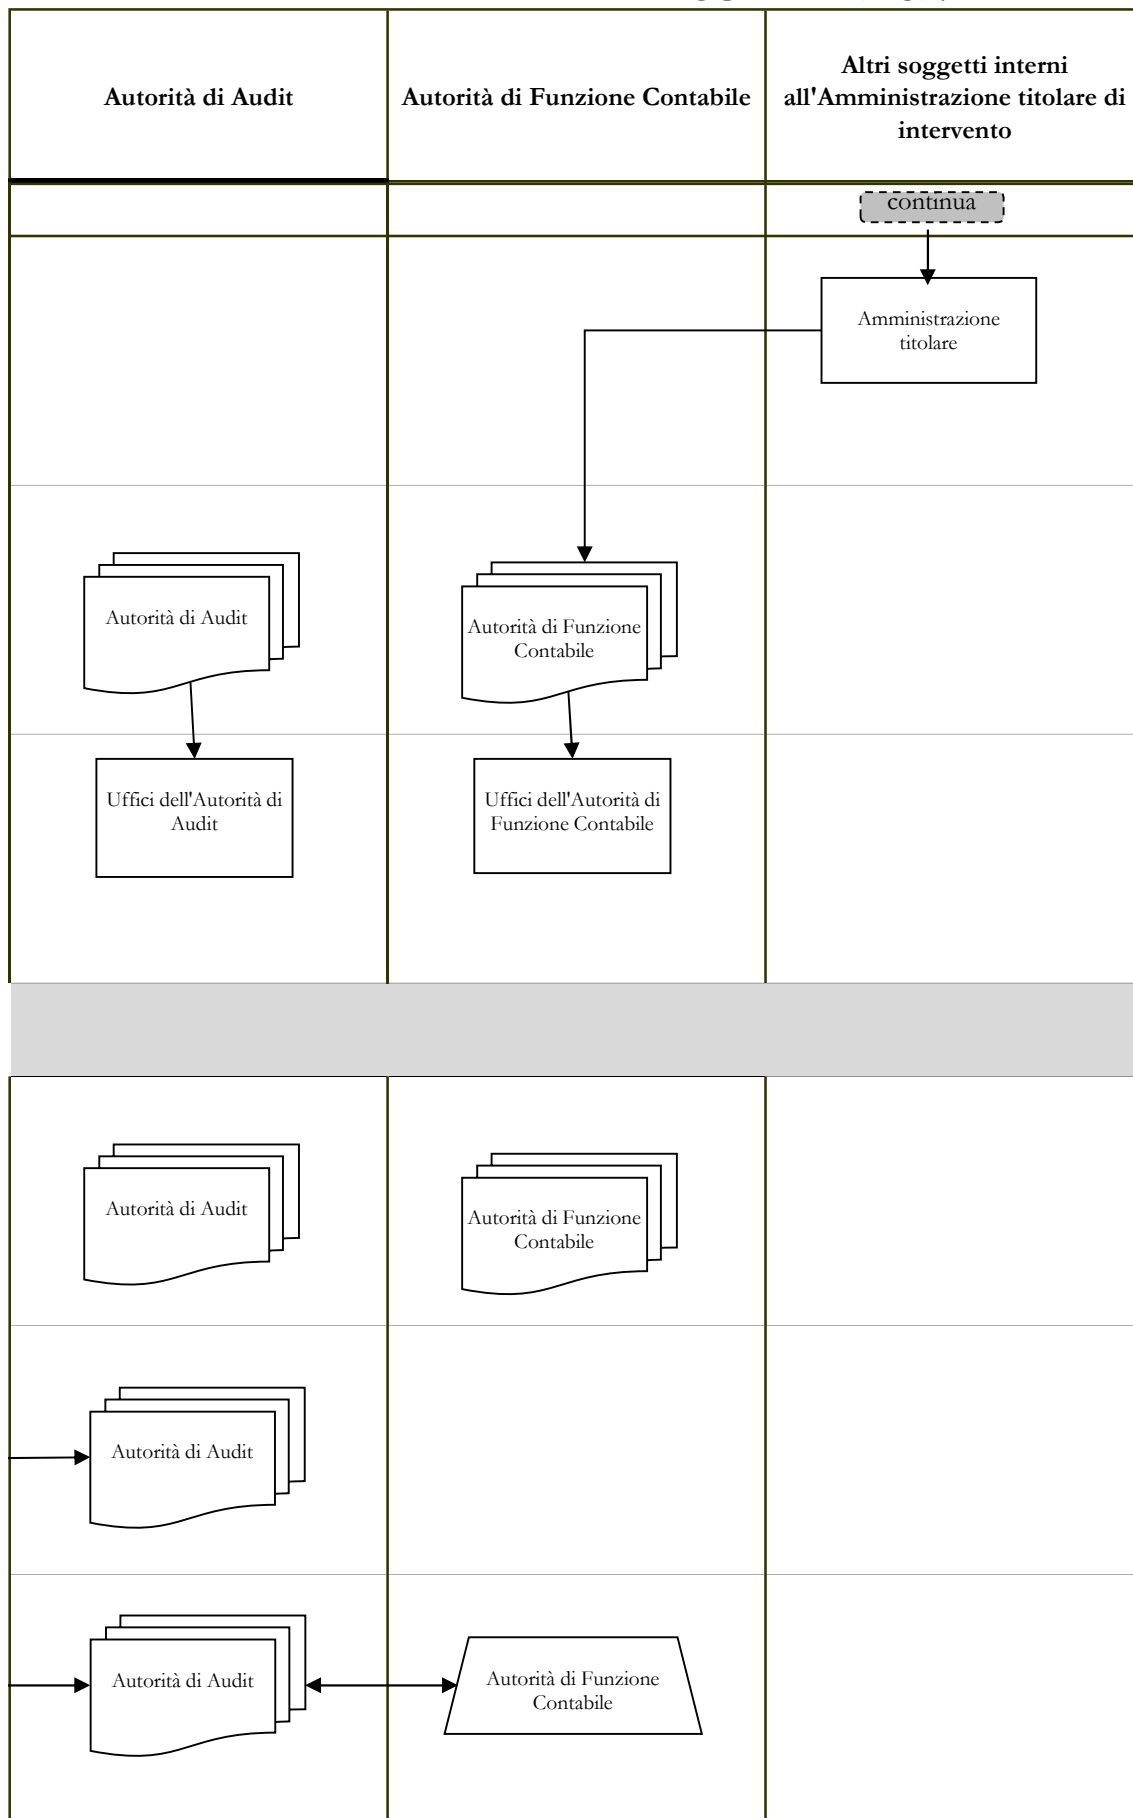 Autorità di Audit
Autorità di Funzione Contabile
Altri soggetti interni
all'Amministrazione titolare di
intervento
continua
Amministrazione
titolare
Autorità di Audit
Autorità di Funzione
Contabile
Uffici dell'Autorità di
Audit
Uffici dell'Autorità di
Funzione Contabile
Autorità di Audit
Autorità di Funzione
Contabile
Autorità di Audit
Autorità di Audit
Autorità di Funzione
Contabile